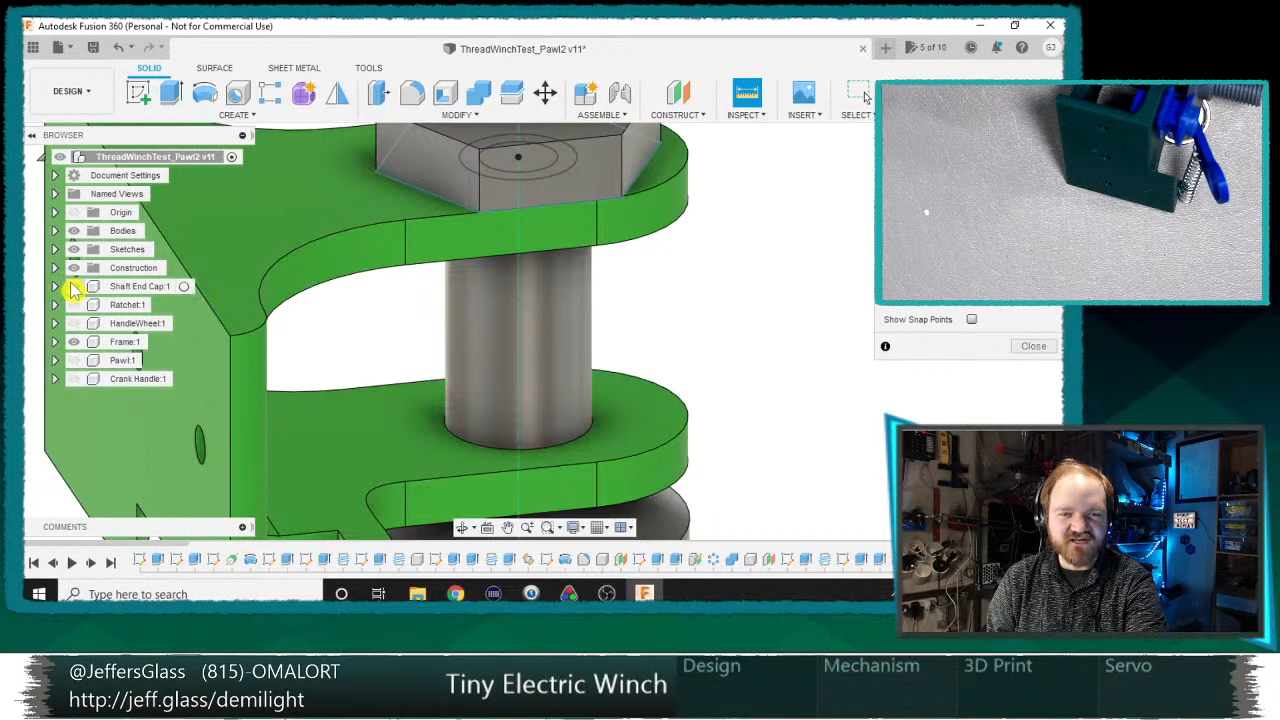 Autodesk Fusion 360 (Personal - Not for Commercial Use)
ThreadWinchTest_Pawl2 v11*
5 of 10
GJ
SOLID SURFACE SHEET METAL TOOLS
DESIGN
CREATE MODIFY ASSEMBLE CONSTRUCT INSPECT INSERT SELECT
BROWSER
ThreadWinchTest_Pawl2 v11
Document Settings
Named Views
Origin
Bodies
Sketches
Construction
Shaft End Cap:1
Ratchet:1
HandleWheel:1
Frame:1
Pawl:1
Crank Handle:1
Show Snap Points
Close
COMMENTS
Type here to search
@JeffersGlass (815)-OMALORT
http://jeff.glass/demilight
Tiny Electric Winch
Design Mechanism 3D Print Servo